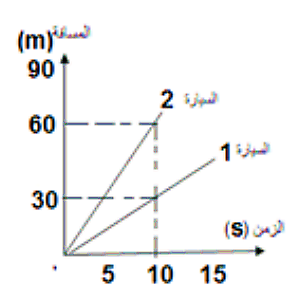 المسافة (m)
90
السيارة 2
60
السيارة 1
30
الزمن (s)
5 10 15